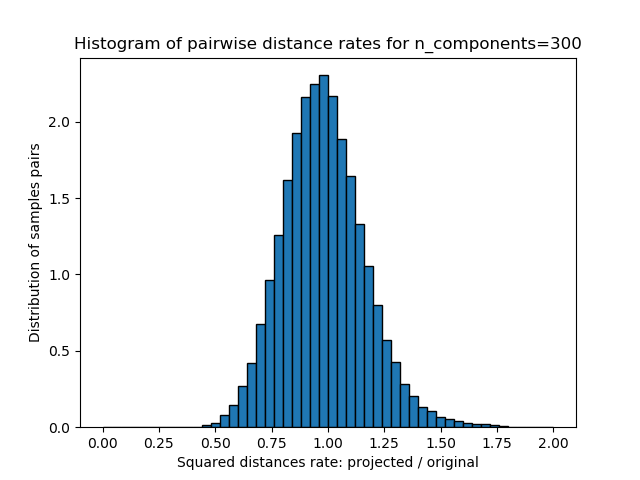 Histogram of pairwise distance rates for n_components=300
Distribution of samples pairs
2.0
1.5
1.0
0.5
0.0
0.00 0.25 0.50 0.75 1.00 1.25 1.50 1.75 2.00
Squared distances rate: projected / original